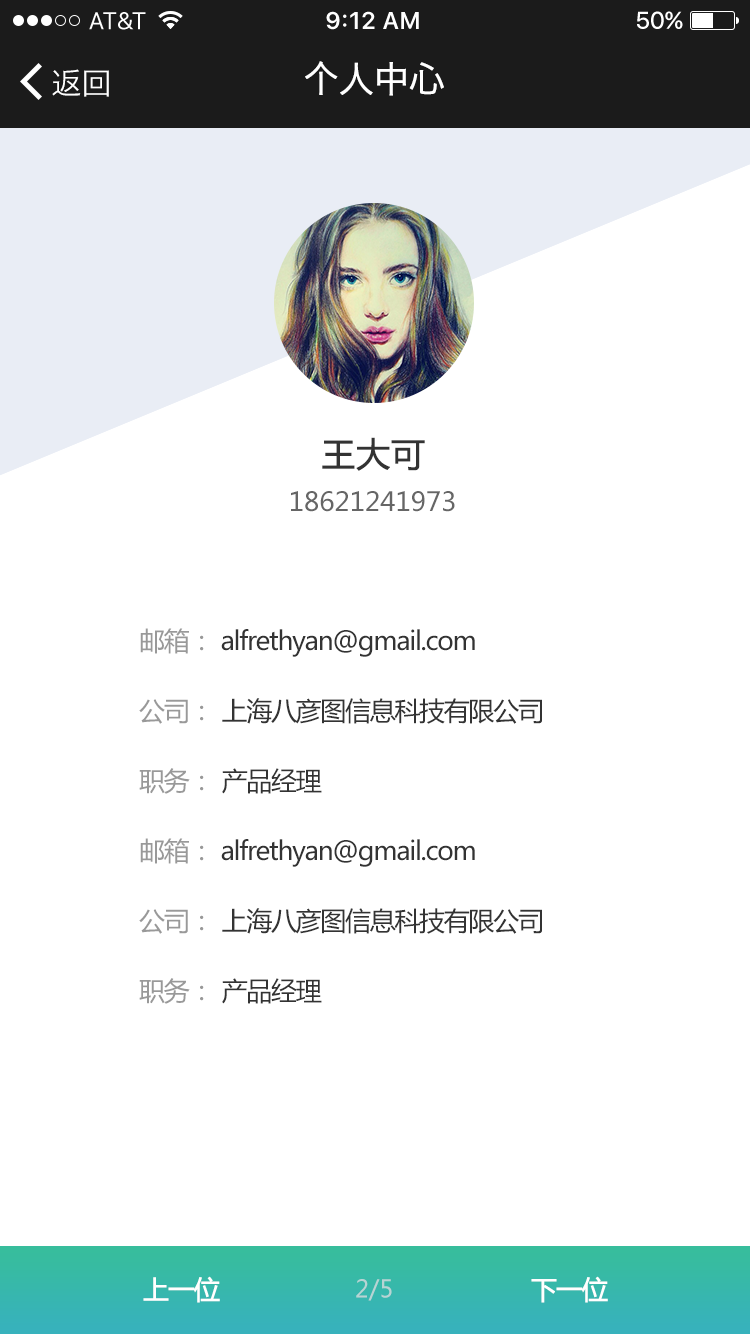 AT&T 9:12 AM 50%
返回 个人中心
王大可
18621241973
邮箱： alfrethyan@gmail.com
公司： 上海八彦图信息科技有限公司
职务： 产品经理
邮箱： alfrethyan@gmail.com
公司： 上海八彦图信息科技有限公司
职务： 产品经理
上一位 2/5 下一位